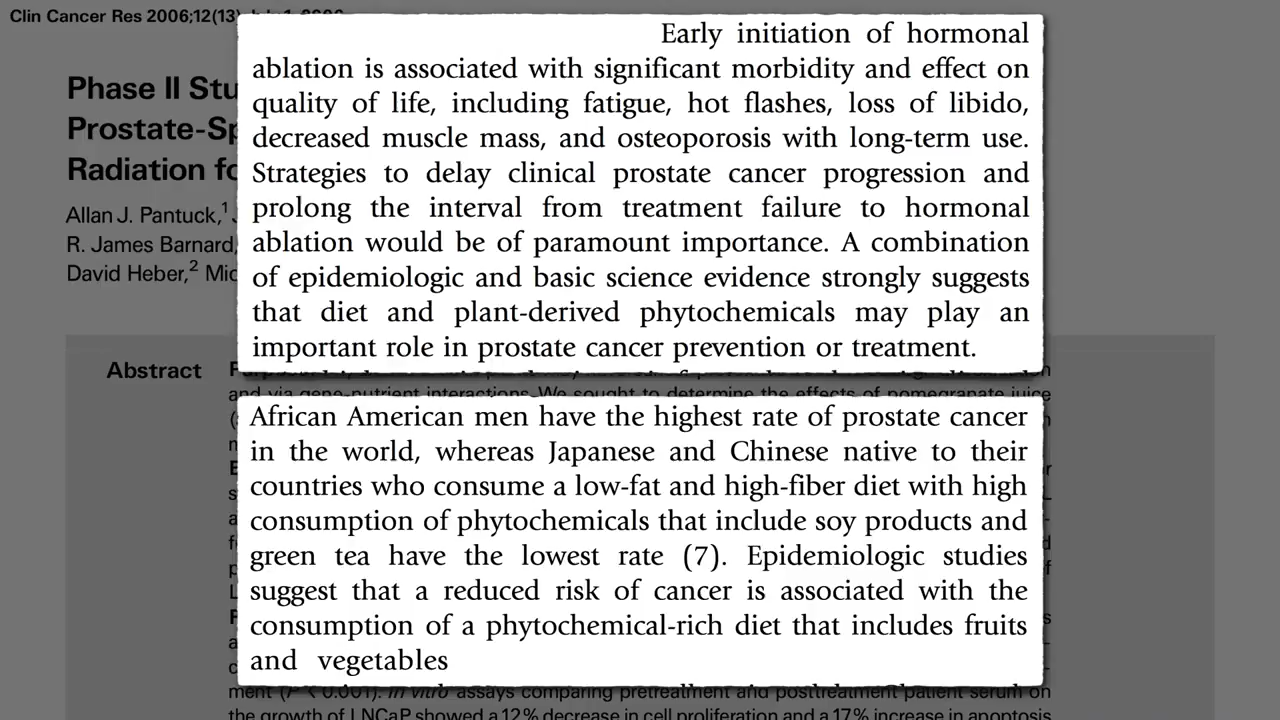 Clin Cancer Res 2006;12(13)
Early initiation of hormonal
ablation is associated with significant morbidity and effect on
quality of life, including fatigue, hot flashes, loss of libido,
decreased muscle mass, and osteoporosis with long-term use.
Strategies to delay clinical prostate cancer progression and
prolong the interval from treatment failure to hormonal
ablation would be of paramount importance. A combination
of epidemiologic and basic science evidence strongly suggests
that diet and plant-derived phytochemicals may play an
important role in prostate cancer prevention or treatment.
Phase II
Radiation
Allan J. Pantuck,1
R. James Barnard,
David Heber,2
Abstract
and via gene-nutrient interactions. We sought to determine the effects of pomegranate juice
African American men have the highest rate of prostate cancer
in the world, whereas Japanese and Chinese native to their
countries who consume a low-fat and high-fiber diet with high
consumption of phytochemicals that include soy products and
green tea have the lowest rate (7). Epidemiologic studies
suggest that a reduced risk of cancer is associated with the
consumption of a phytochemical-rich diet that includes fruits
and vegetables
ment (P < 0.001). In vitro assays comparing pretreatment and posttreatment patient serum on
the growth of LNCaP showed a 12% decrease in cell proliferation and a 17% increase in apoptosis